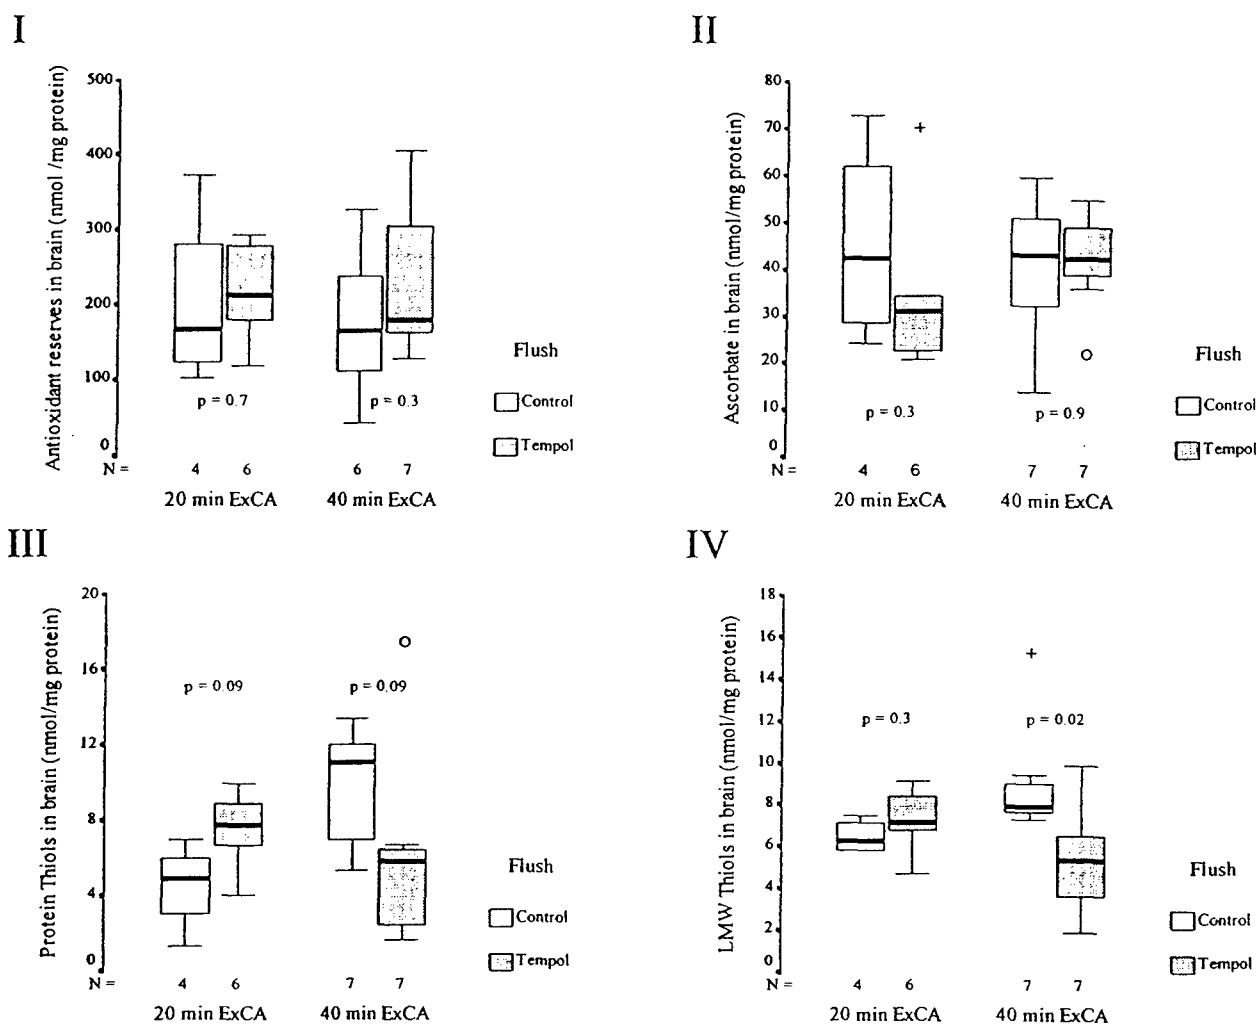 I
Antioxidant reserves in brain (nmol /mg protein)
500
400
300
200
100
0
p = 0.7
p = 0.3
Flush
Control
Tempol
N =
4
6
6
7
20 min ExCA
40 min ExCA
II
Ascorbate in brain (nmol/mg protein)
80
70
60
50
40
30
20
10
0
p = 0.3
p = 0.9
Flush
Control
Tempol
N =
4
6
7
7
20 min ExCA
40 min ExCA
III
Protein Thiols in brain (nmol/mg protein)
20
16
12
8
4
0
p = 0.09
p = 0.09
Flush
Control
Tempol
N =
4
6
7
7
20 min ExCA
40 min ExCA
IV
LMW Thiols in brain (nmol/mg protein)
18
16
14
12
10
8
6
4
2
0
p = 0.3
p = 0.02
Flush
Control
Tempol
N =
4
6
7
7
20 min ExCA
40 min ExCA